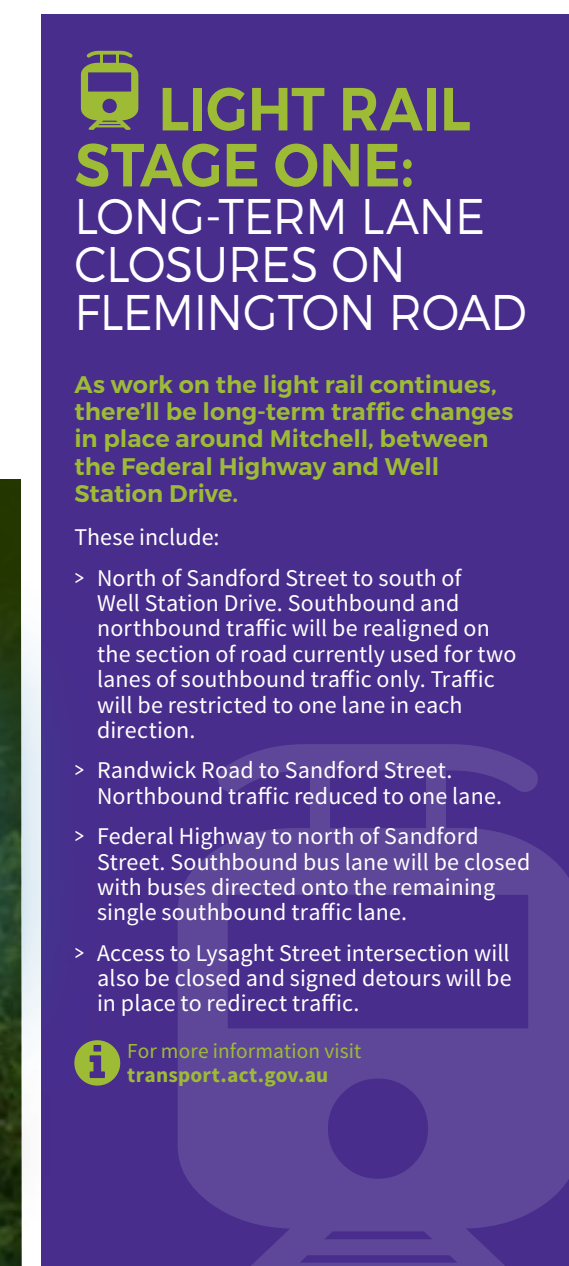 LIGHT RAIL
STAGE ONE:
LONG-TERM LANE
CLOSURES ON
FLEMINGTON ROAD
As work on the light rail continues,
there'll be long-term traffic changes
in place around Mitchell, between
the Federal Highway and Well
Station Drive.
These include:
> North of Sandford Street to south of
Well Station Drive. Southbound and
northbound traffic will be realigned on
the section of road currently used for two
lanes of southbound traffic only. Traffic
will be restricted to one lane in each
direction.
> Randwick Road to Sandford Street.
Northbound traffic reduced to one lane.
> Federal Highway to north of Sandford
Street. Southbound bus lane will be closed
with buses directed onto the remaining
single southbound traffic lane.
> Access to Lysaght Street intersection will
also be closed and signed detours will be
in place to redirect traffic.
For more information visit
transport.act.gov.au